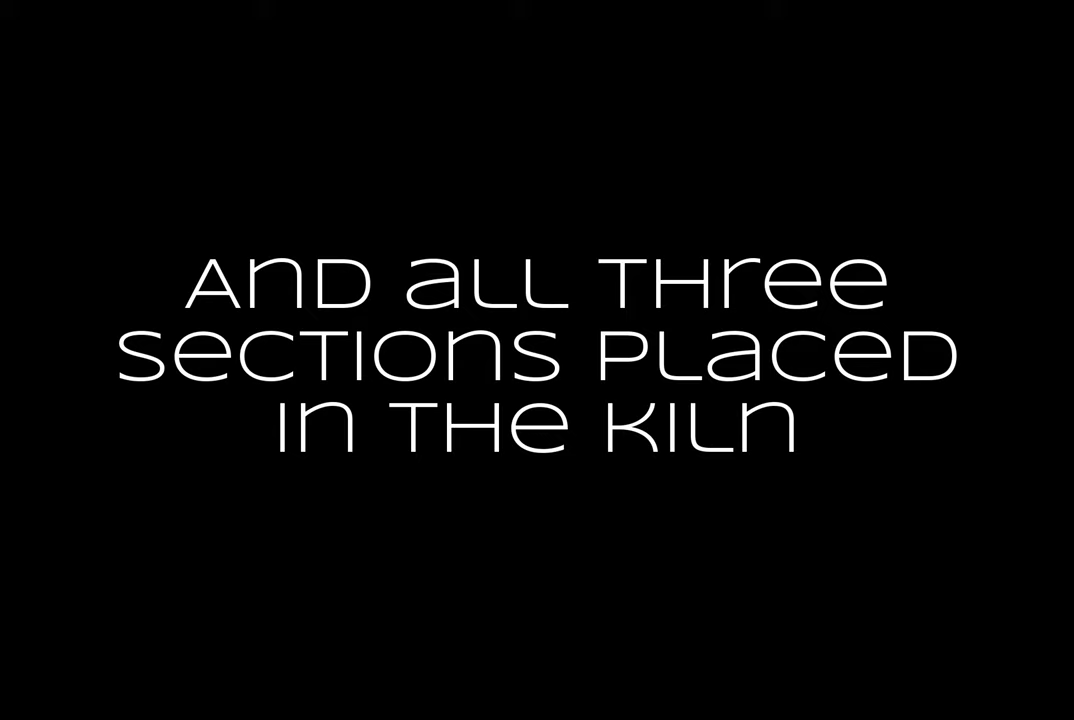 And all three
sections placed
in the kiln